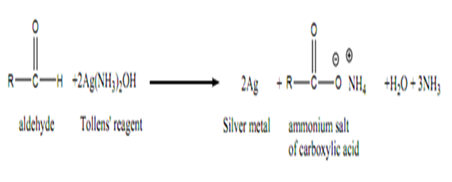 O O
R—C—H +2Ag(NH₃)₂OH ⟶ 2Ag + R—C—O⊖ NH₄⊕ +H₂O + 3NH₃
aldehyde Tollens' reagent Silver metal ammonium salt
of carboxylic acid